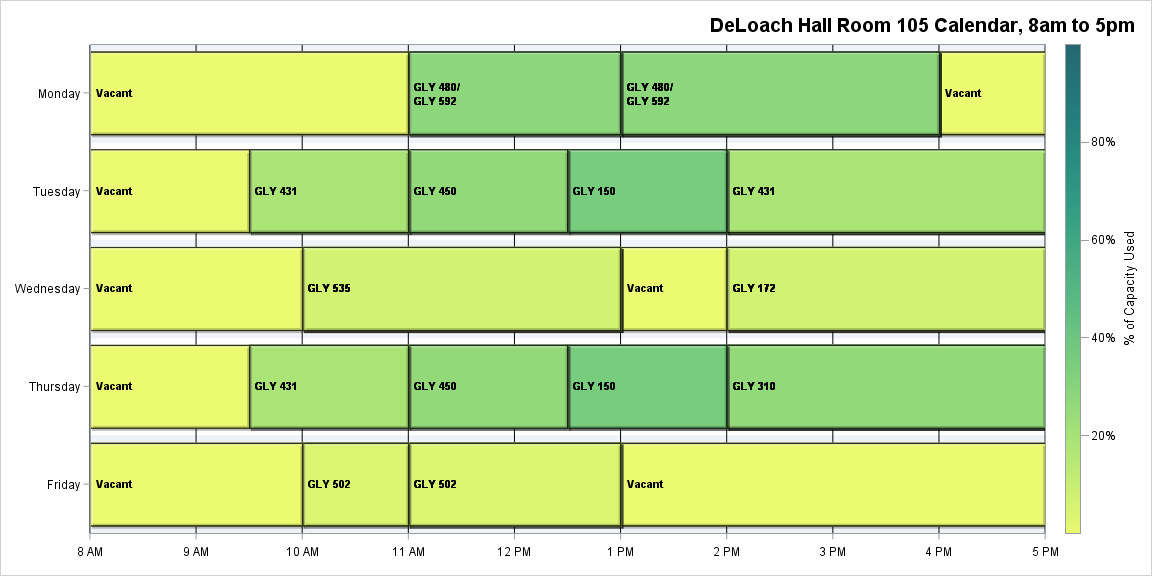 DeLoach Hall Room 105 Calendar, 8am to 5pm
Monday
Vacant
GLY 480/
GLY 592
GLY 480/
GLY 592
Vacant
Tuesday
Vacant
GLY 431
GLY 450
GLY 150
GLY 431
Wednesday
Vacant
GLY 535
Vacant
GLY 172
Thursday
Vacant
GLY 431
GLY 450
GLY 150
GLY 310
Friday
Vacant
GLY 502
GLY 502
Vacant
8 AM
9 AM
10 AM
11 AM
12 PM
1 PM
2 PM
3 PM
4 PM
5 PM
80%
60%
40%
20%
% of Capacity Used